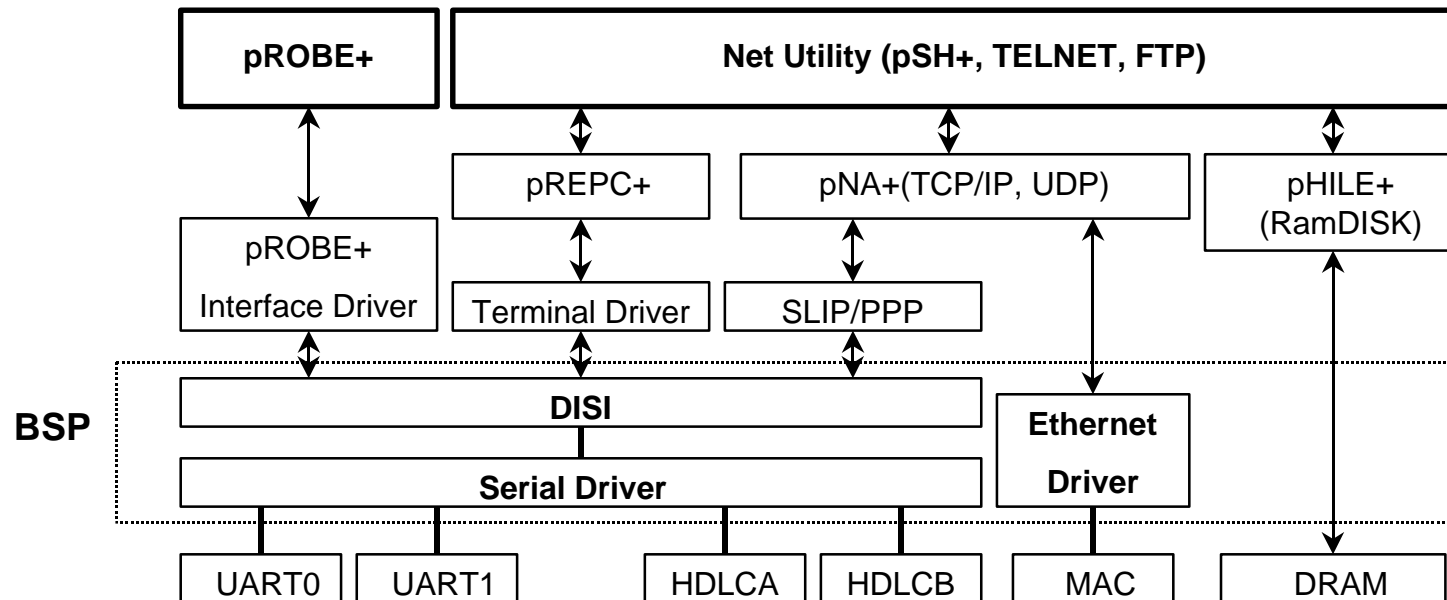 pROBE+
Net Utility (pSH+, TELNET, FTP)
pREPC+
pNA+(TCP/IP, UDP)
pHILE+
(RamDISK)
pROBE+
Interface Driver
Terminal Driver
SLIP/PPP
BSP
DISI
Ethernet
Driver
Serial Driver
UART0
UART1
HDLCA
HDLCB
MAC
DRAM